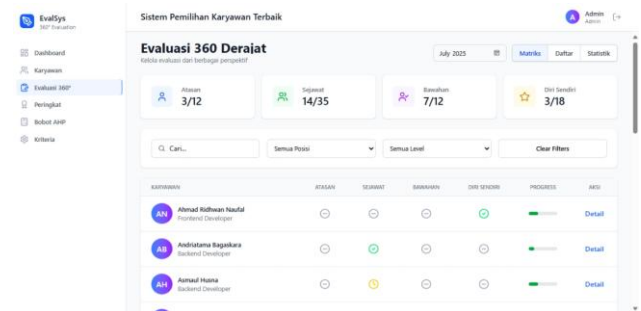 EvalSys
360° Evaluation
Sistem Pemilihan Karyawan Terbaik
A
Admin
Admin
Dashboard
Karyawan
Evaluasi 360°
Peringkat
Bobot AHP
Kriteria
Evaluasi 360 Derajat
Kelola evaluasi dari berbagai perspektif
July 2025
Matriks
Daftar
Statistik
Atasan
3/12
Sejawat
14/35
Bawahan
7/12
Diri Sendiri
3/18
Cari...
Semua Posisi
Semua Level
Clear Filters
KARYAWAN ATASAN SEJAWAT BAWAHAN DIRI SENDIRI PROGRESS AKSI
AN Ahmad Ridhwan Naufal Detail
Frontend Developer
AB Andriatama Bagaskara Detail
Backend Developer
AH Asmaul Husna Detail
Backend Developer